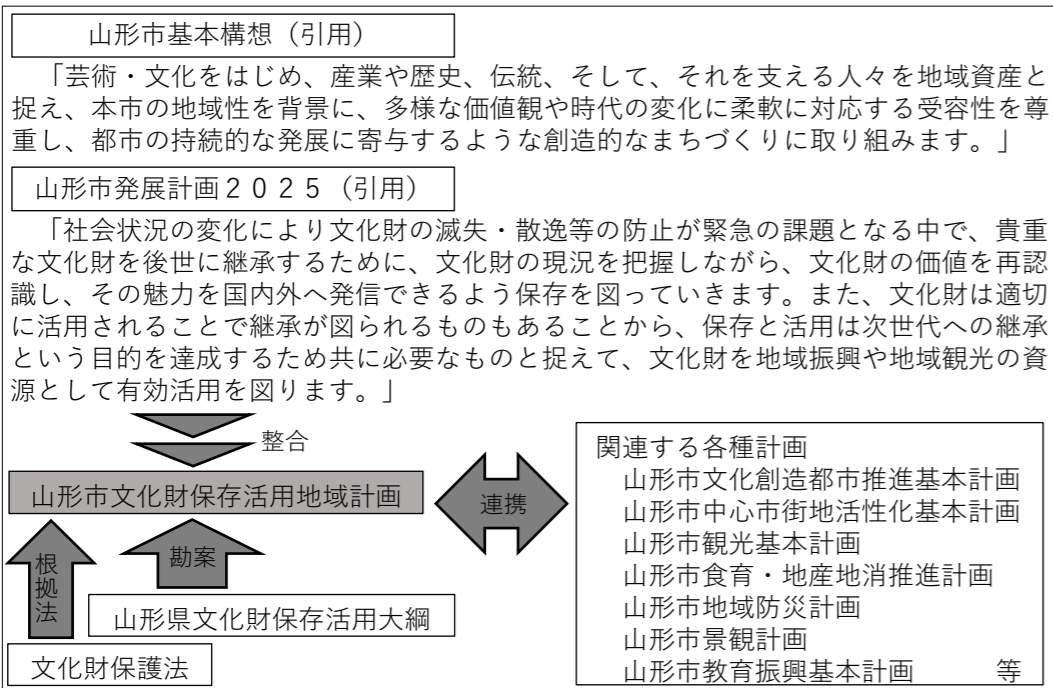 山形市基本構想（引用）
「芸術・文化をはじめ、産業や歴史、伝統、そして、それを支える人々を地域資産と
捉え、本市の地域性を背景に、多様な価値観や時代の変化に柔軟に対応する受容性を尊
重し、都市の持続的な発展に寄与するような創造的なまちづくりに取り組みます。」
山形市発展計画２０２５（引用）
「社会状況の変化により文化財の滅失・散逸等の防止が緊急の課題となる中で、貴重
な文化財を後世に継承するために、文化財の現況を把握しながら、文化財の価値を再認
識し、その魅力を国内外へ発信できるよう保存を図っていきます。また、文化財は適切
に活用されることで継承が図られるものもあることから、保存と活用は次世代への継承
という目的を達成するため共に必要なものと捉えて、文化財を地域振興や地域観光の資
源として有効活用を図ります。」
整合
山形市文化財保存活用地域計画
連携
根拠法
勘案
山形県文化財保存活用大綱
文化財保護法
関連する各種計画
山形市文化創造都市推進基本計画
山形市中心市街地活性化基本計画
山形市観光基本計画
山形市食育・地産地消推進計画
山形市地域防災計画
山形市景観計画
山形市教育振興基本計画　　　等